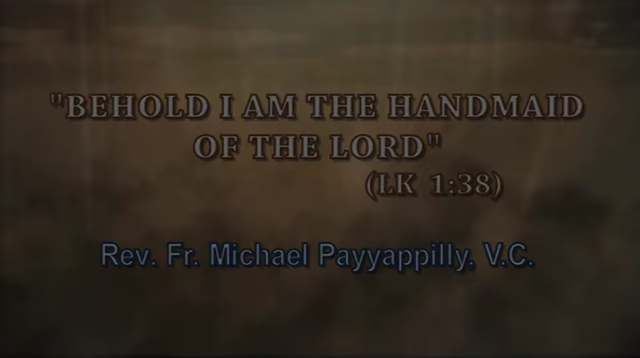 "BEHOLD I AM THE HANDMAID
OF THE LORD"
(LK 1:38)
Rev. Fr. Michael Payyappilly, V.C.